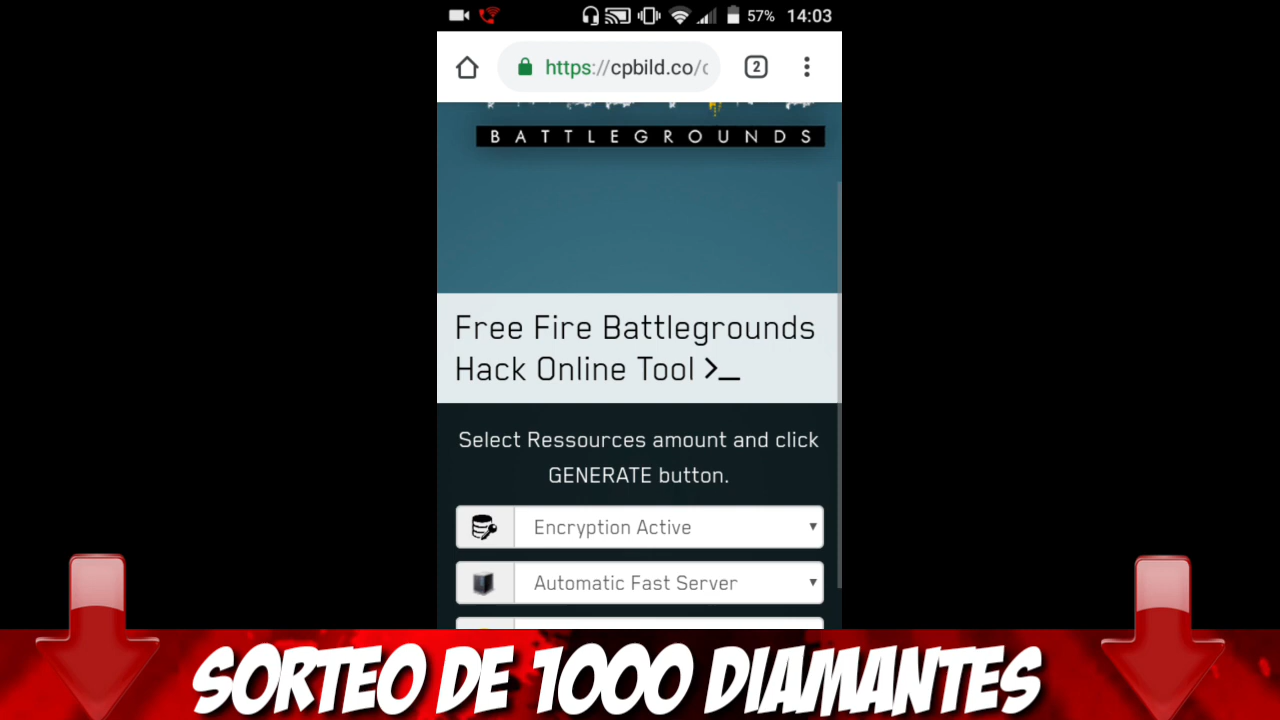 57% 14:03
https://cpbild.co/
2
BATTLEGROUNDS
Free Fire Battlegrounds
Hack Online Tool >_
Select Ressources amount and click
GENERATE button.
Encryption Active
Automatic Fast Server
SORTEO DE 1000 DIAMANTES